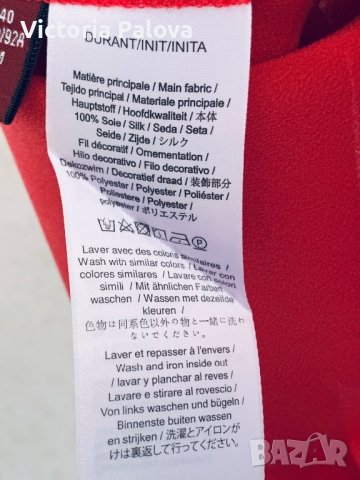 Victoria Palova
40
/92A
M
DURANT/INIT/INITA
Matière principale / Main fabric /
Tejido principal / Materiale principale /
Hauptstoff / Hoofdkwaliteit / 本体
100% Soie / Silk / Seda / Seta /
Seide / Zijde / シルク
Fil décoratif / Ornementation /
Hilo decorativo / Filo decorativo /
Dekozwirn / Decoratief draad / 装飾部分
100% Polyester / Polyester / Poliéster /
Poliestere / Polyester /
polyester / ポリエステル
Laver avec des coloris similaires /
Wash with similar colors / Laver con
colores similares / Lavare con colori
simili / Mit ähnlichen Farben
waschen / Wassen met dezelfde
kleuren /
色物は同系色以外の物と一緒に洗わ
ないでください。
Laver et repasser à l'envers /
Wash and iron inside out
/ lavar y planchar al reves /
Lavare e stirare al rovescio /
Von links waschen und bügeln /
Binnenste buiten wassen
en strijken / 洗濯とアイロンが
けは裏返して行ってください。
BAZAR